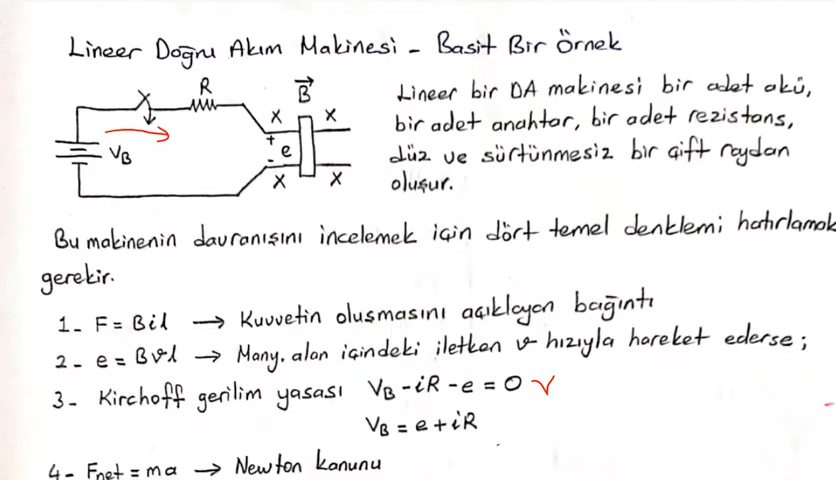 Lineer Doğru Akım Makinesi - Basit Bir Örnek
R
B
X X
VB
+
e
-
X X
Lineer bir DA makinesi bir adet akü,
bir adet anahtar, bir adet rezistans,
düz ve sürtünmesiz bir çift raydan
oluşur.
Bu makinenin davranışını incelemek için dört temel denklemi hatırlamak
gerekir.
1- F = Bil → Kuvvetin oluşmasını açıklayan bağıntı
2- e = Bvl → Many. alan içindeki iletken v hızıyla hareket ederse;
3- Kirchoff gerilim yasası VB - iR - e = 0
VB = e + iR
4- Fnet = ma → Newton kanunu